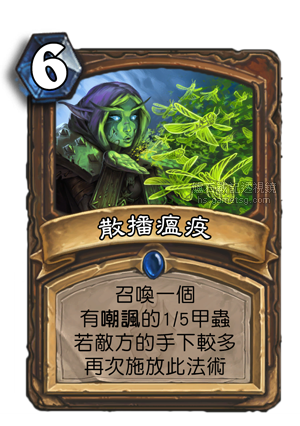 6
散播瘟疫
召喚一個
有嘲諷的1/5甲蟲
若敵方的手下較多
再次施放此法術